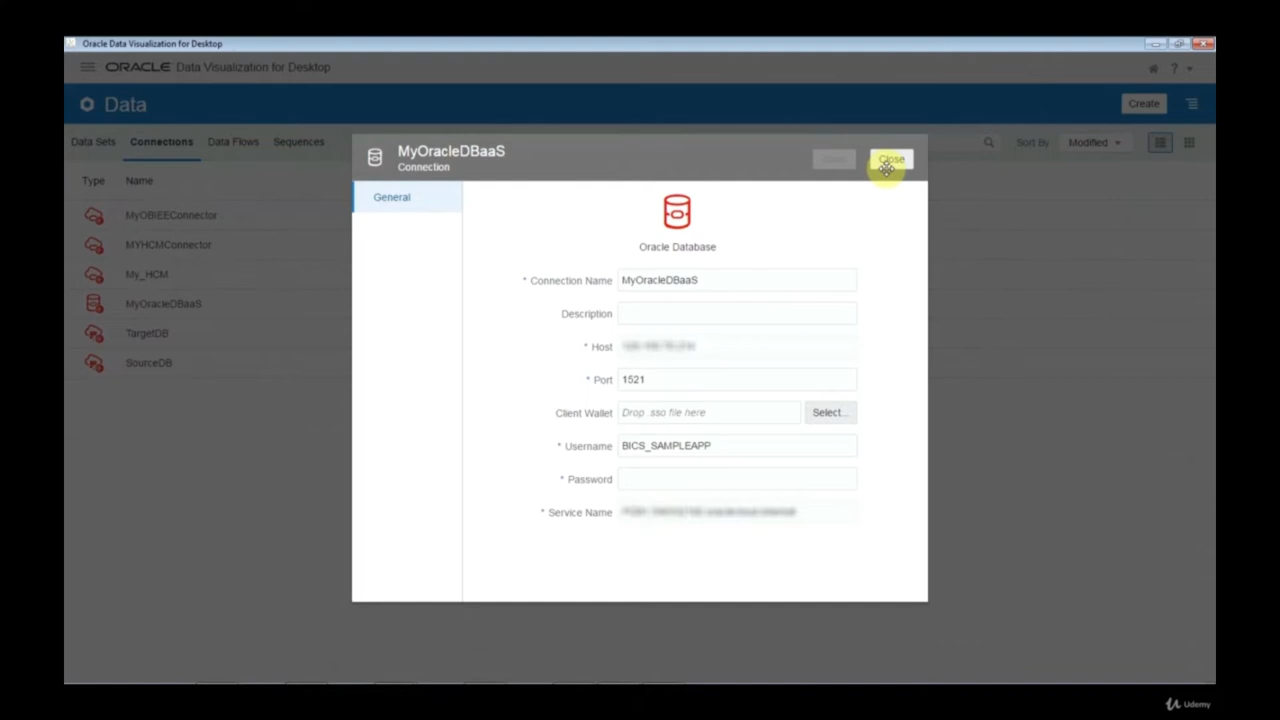 Oracle Data Visualization for Desktop
ORACLE Data Visualization for Desktop
?
Data
Create
Data Sets Connections Data Flows Sequences
Sort By Modified
Type Name
MyOBIEEConnector
MYHCMConnector
My_HCM
MyOracleDBaaS
TargetDB
SourceDB
MyOracleDBaaS
Connection
Close
General
Oracle Database
* Connection Name MyOracleDBaaS
Description
* Host
* Port 1521
Client Wallet Drop .sso file here Select...
* Username BICS_SAMPLEAPP
* Password
* Service Name
Udemy